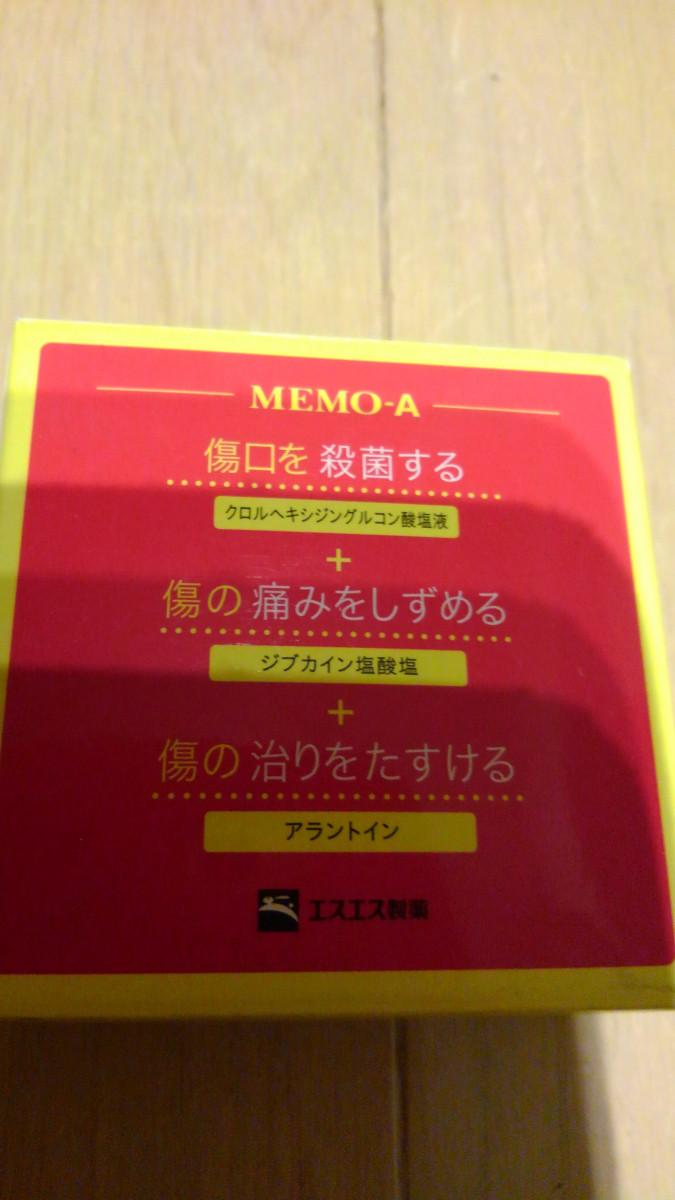 MEMO-A
傷口を殺菌する
クロルヘキシジングルコン酸塩液
+
傷の痛みをしずめる
ジブカイン塩酸塩
+
傷の治りをたすける
アラントイン
エスエス製薬